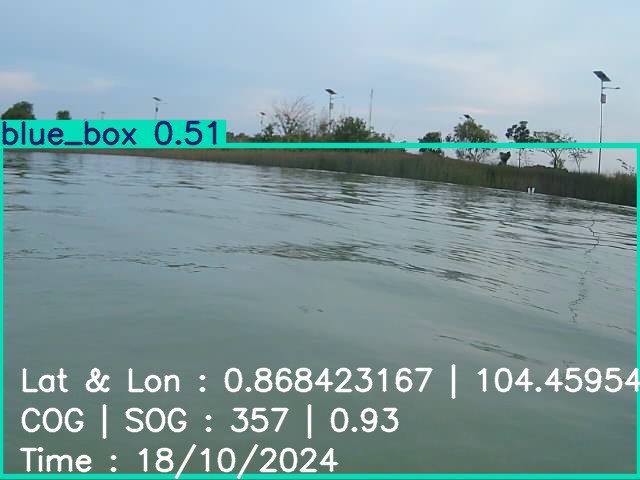 blue_box 0.51
Lat & Lon : 0.868423167 | 104.45954
COG | SOG : 357 | 0.93
Time : 18/10/2024